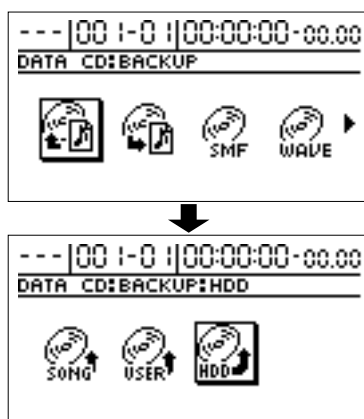 ---|001-01|00:00:00-00.00
DATA CD:BACKUP
SMF WAVE
---|001-01|00:00:00-00.00
DATA CD:BACKUP:HDD
SONG USER HDD